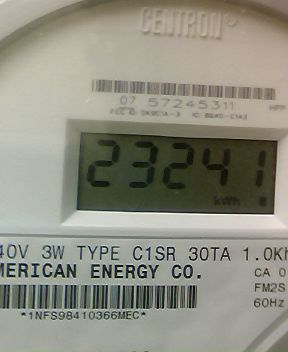 CENTRON
07 57245311
23241
kWh
40V 3W TYPE C1SR 30TA 1.0Kh
MERICAN ENERGY CO.
CA 0
FM2S
60Hz
*1NFS98410366MEC*